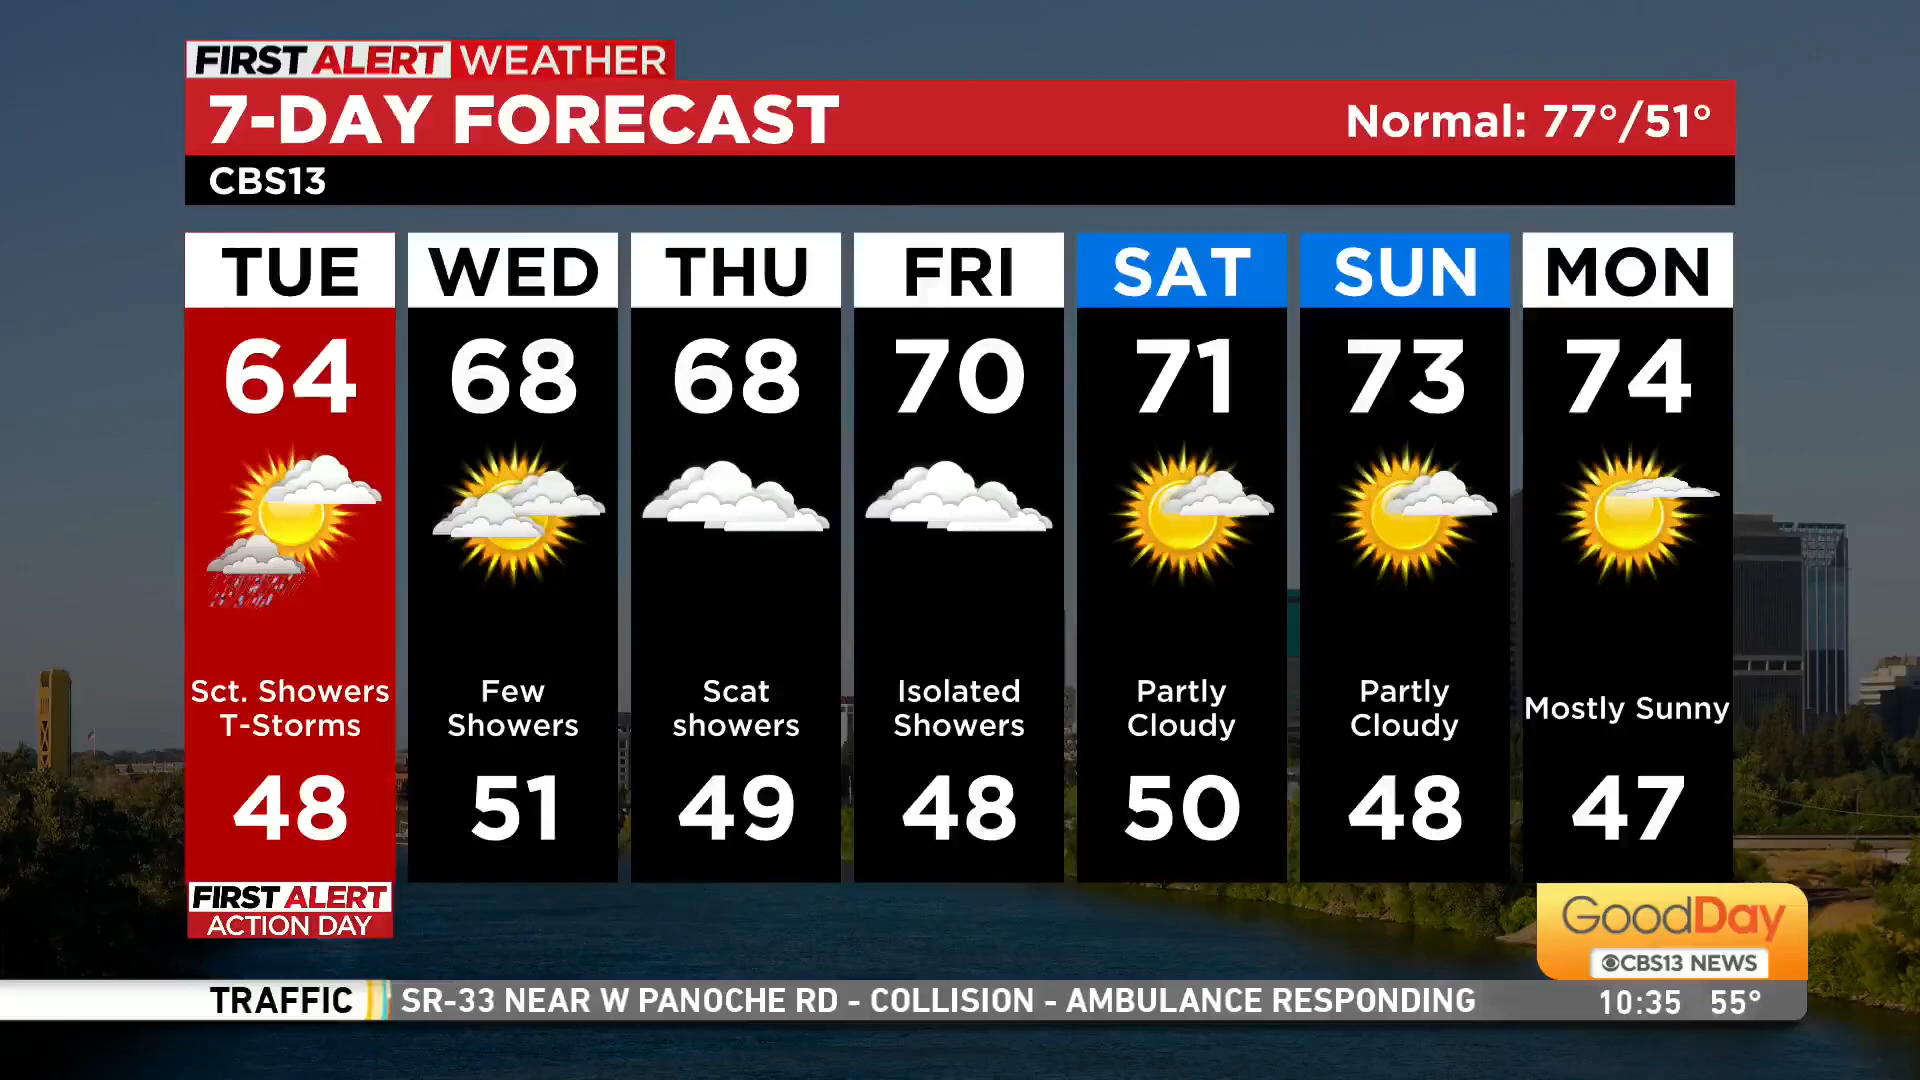 FIRST ALERT WEATHER
7-DAY FORECAST
Normal: 77°/51°
CBS13
TUE
64
Sct. Showers
T-Storms
48
FIRST ALERT
ACTION DAY
WED
68
Few
Showers
51
THU
68
Scat
showers
49
FRI
70
Isolated
Showers
48
SAT
71
Partly
Cloudy
50
SUN
73
Partly
Cloudy
48
MON
74
Mostly Sunny
47
GoodDay
CBS13 NEWS
TRAFFIC SR-33 NEAR W PANOCHE RD - COLLISION - AMBULANCE RESPONDING
10:35 55°